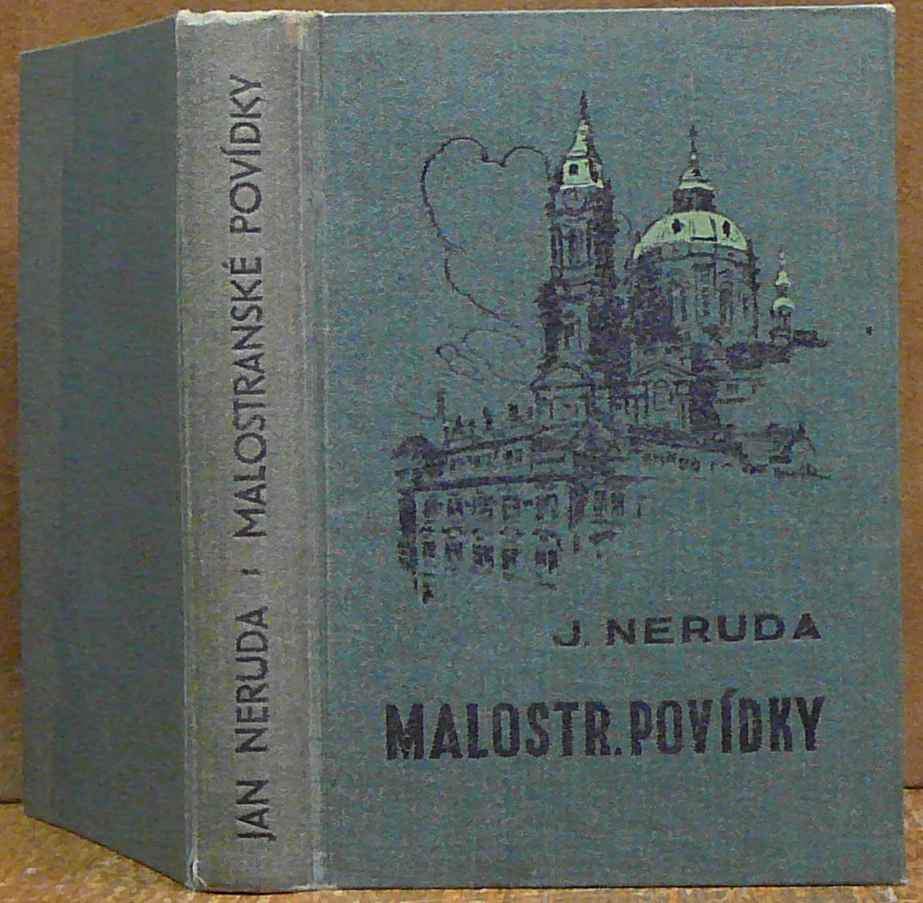 JAN NERUDA : MALOSTRANSKÉ POVÍDKY
J. NERUDA
MALOSTR. POVÍDKY